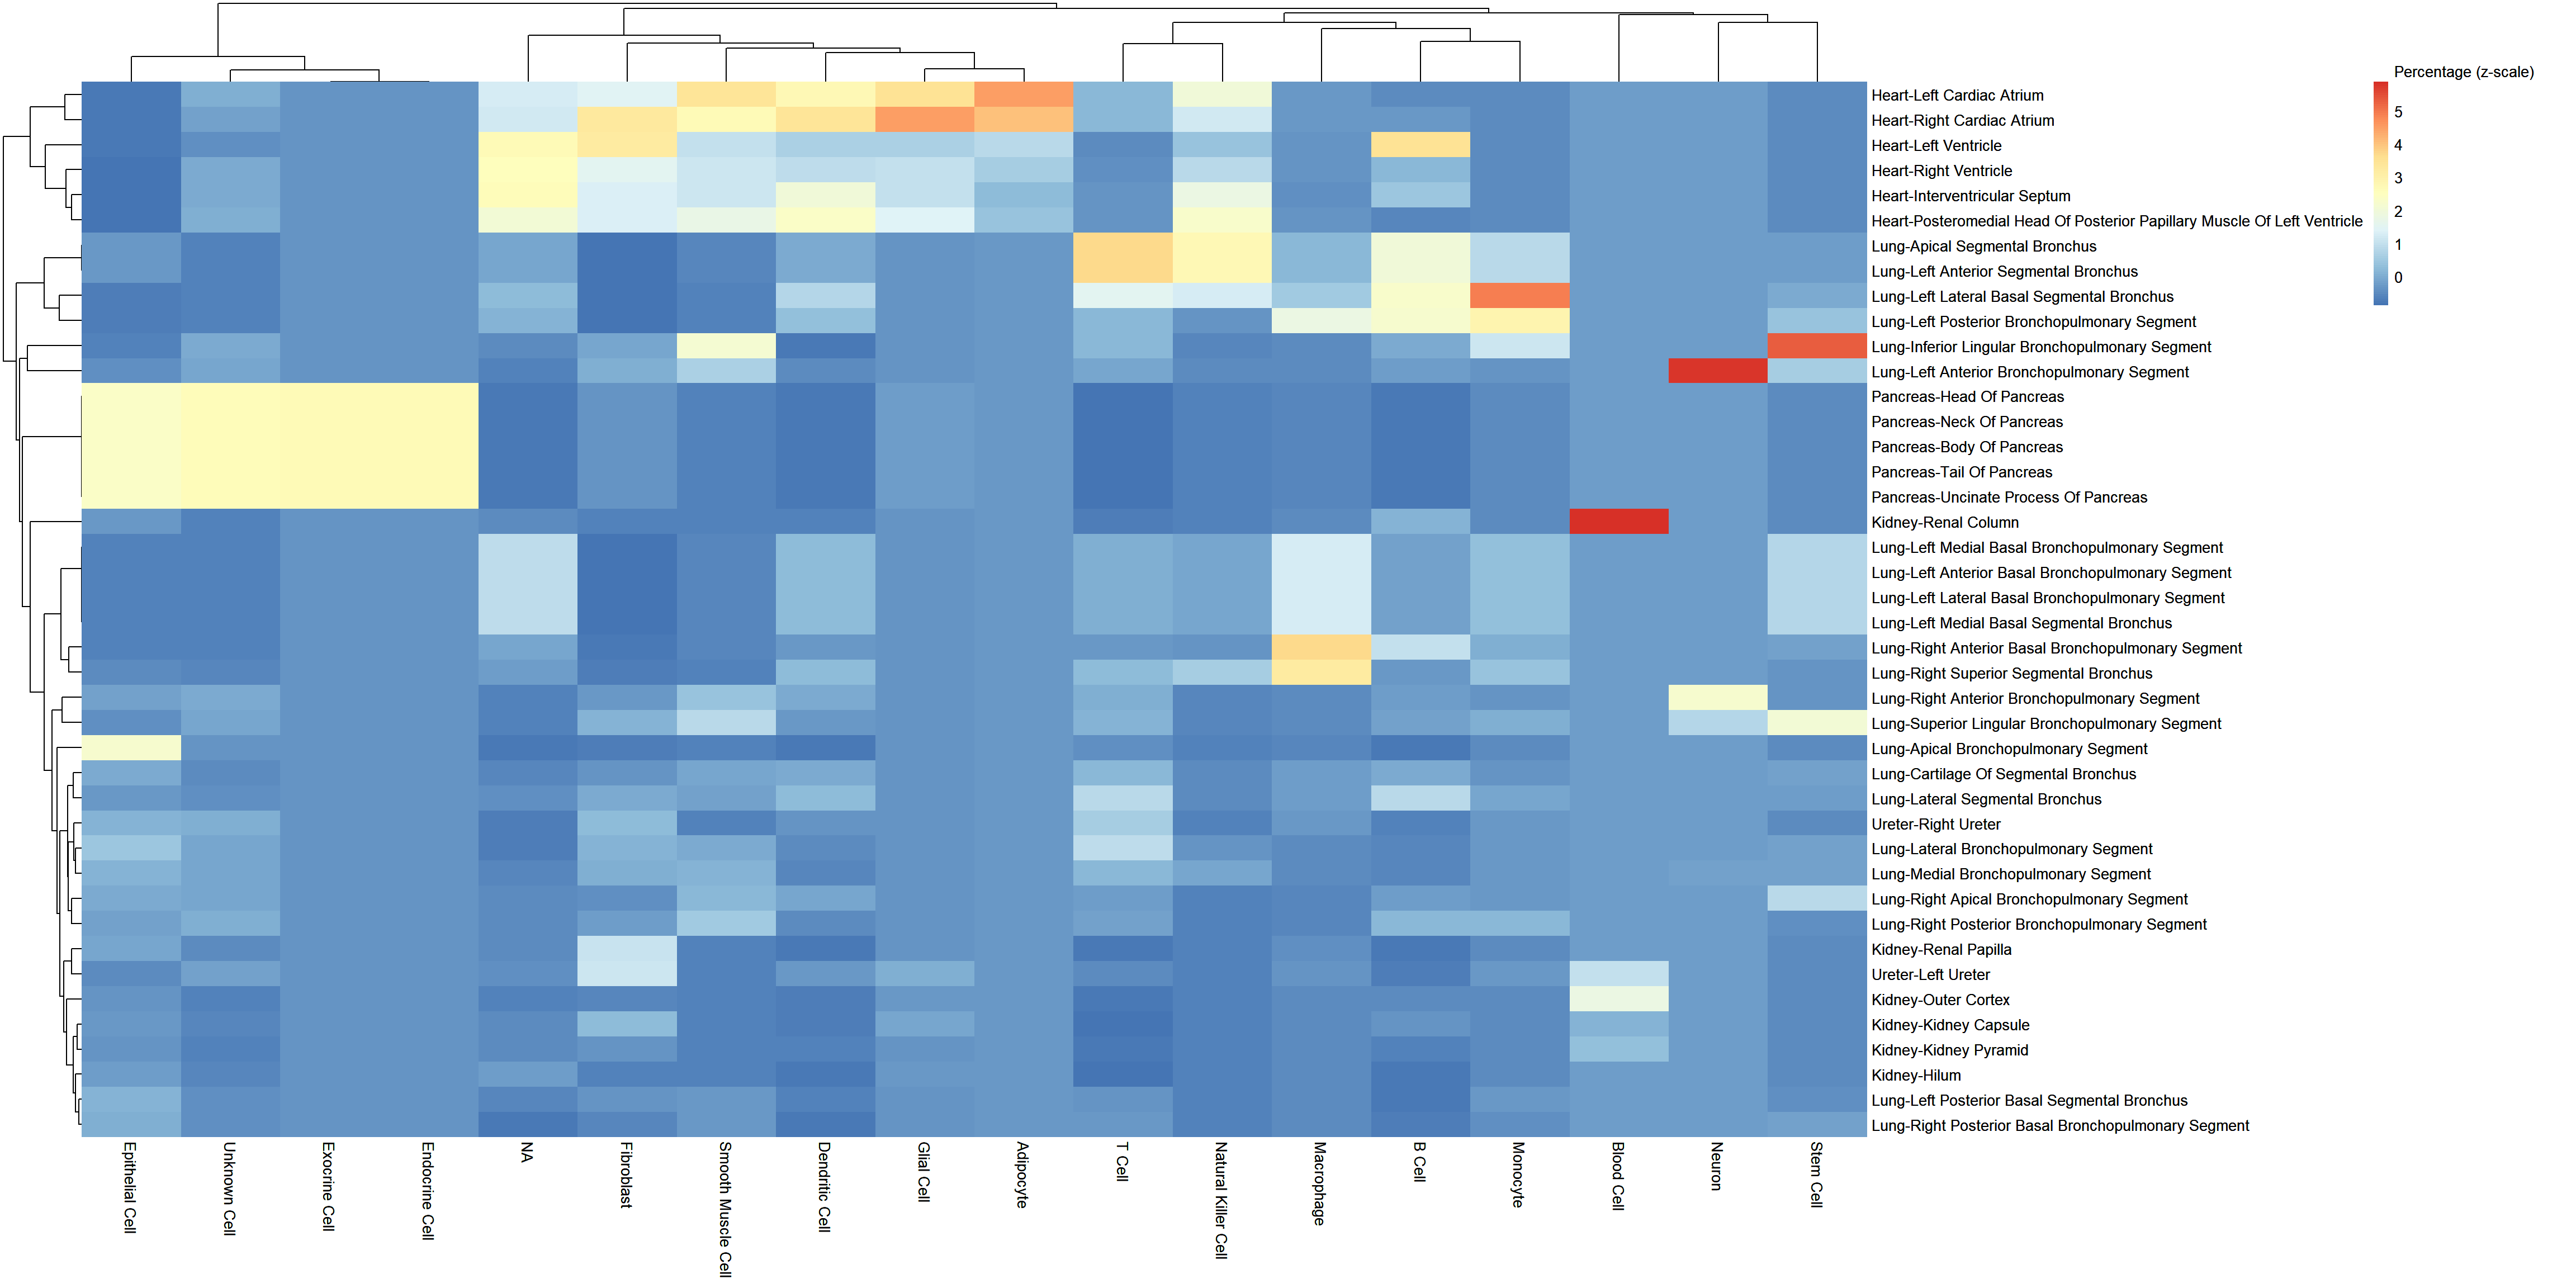 Percentage (z-scale)
5
4
3
2
1
0
Heart-Left Cardiac Atrium
Heart-Right Cardiac Atrium
Heart-Left Ventricle
Heart-Right Ventricle
Heart-Interventricular Septum
Heart-Posteromedial Head Of Posterior Papillary Muscle Of Left Ventricle
Lung-Apical Segmental Bronchus
Lung-Left Anterior Segmental Bronchus
Lung-Left Lateral Basal Segmental Bronchus
Lung-Left Posterior Bronchopulmonary Segment
Lung-Inferior Lingular Bronchopulmonary Segment
Lung-Left Anterior Bronchopulmonary Segment
Pancreas-Head Of Pancreas
Pancreas-Neck Of Pancreas
Pancreas-Body Of Pancreas
Pancreas-Tail Of Pancreas
Pancreas-Uncinate Process Of Pancreas
Kidney-Renal Column
Lung-Left Medial Basal Bronchopulmonary Segment
Lung-Left Anterior Basal Bronchopulmonary Segment
Lung-Left Lateral Basal Bronchopulmonary Segment
Lung-Left Medial Basal Segmental Bronchus
Lung-Right Anterior Basal Bronchopulmonary Segment
Lung-Right Superior Segmental Bronchus
Lung-Right Anterior Bronchopulmonary Segment
Lung-Superior Lingular Bronchopulmonary Segment
Lung-Apical Bronchopulmonary Segment
Lung-Cartilage Of Segmental Bronchus
Lung-Lateral Segmental Bronchus
Ureter-Right Ureter
Lung-Lateral Bronchopulmonary Segment
Lung-Medial Bronchopulmonary Segment
Lung-Right Apical Bronchopulmonary Segment
Lung-Right Posterior Bronchopulmonary Segment
Kidney-Renal Papilla
Ureter-Left Ureter
Kidney-Outer Cortex
Kidney-Kidney Capsule
Kidney-Kidney Pyramid
Kidney-Hilum
Lung-Left Posterior Basal Segmental Bronchus
Lung-Right Posterior Basal Bronchopulmonary Segment
Epithelial Cell
Unknown Cell
Exocrine Cell
Endocrine Cell
NA
Fibroblast
Smooth Muscle Cell
Dendritic Cell
Glial Cell
Adipocyte
T Cell
Natural Killer Cell
Macrophage
B Cell
Monocyte
Blood Cell
Neuron
Stem Cell